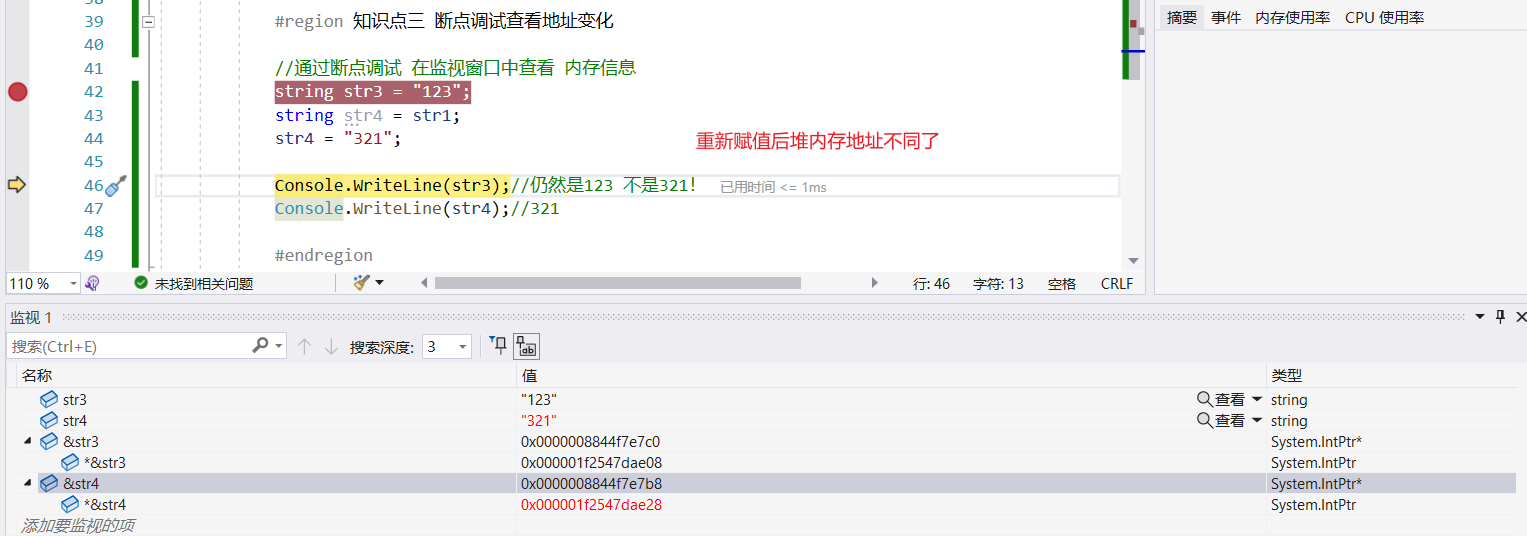 39 #region 知识点三 断点调试查看地址变化
摘要 事件 内存使用率 CPU 使用率
40
41 //通过断点调试 在监视窗口中查看 内存信息
42 string str3 = "123";
43 string str4 = str1;
44 str4 = "321";
重新赋值后堆内存地址不同了
45
46 Console.WriteLine(str3);//仍然是123 不是321! 已用时间 <= 1ms
47 Console.WriteLine(str4);//321
48
49 #endregion
110 % 未找到相关问题 行: 46 字符: 13 空格 CRLF
监视 1
搜索(Ctrl+E) 搜索深度: 3
名称 值 类型
str3 "123" 查看 string
str4 "321" 查看 string
&str3 0x0000008844f7e7c0 System.IntPtr*
*&str3 0x000001f2547dae08 System.IntPtr
&str4 0x0000008844f7e7b8 System.IntPtr*
*&str4 0x000001f2547dae28 System.IntPtr
添加要监视的项